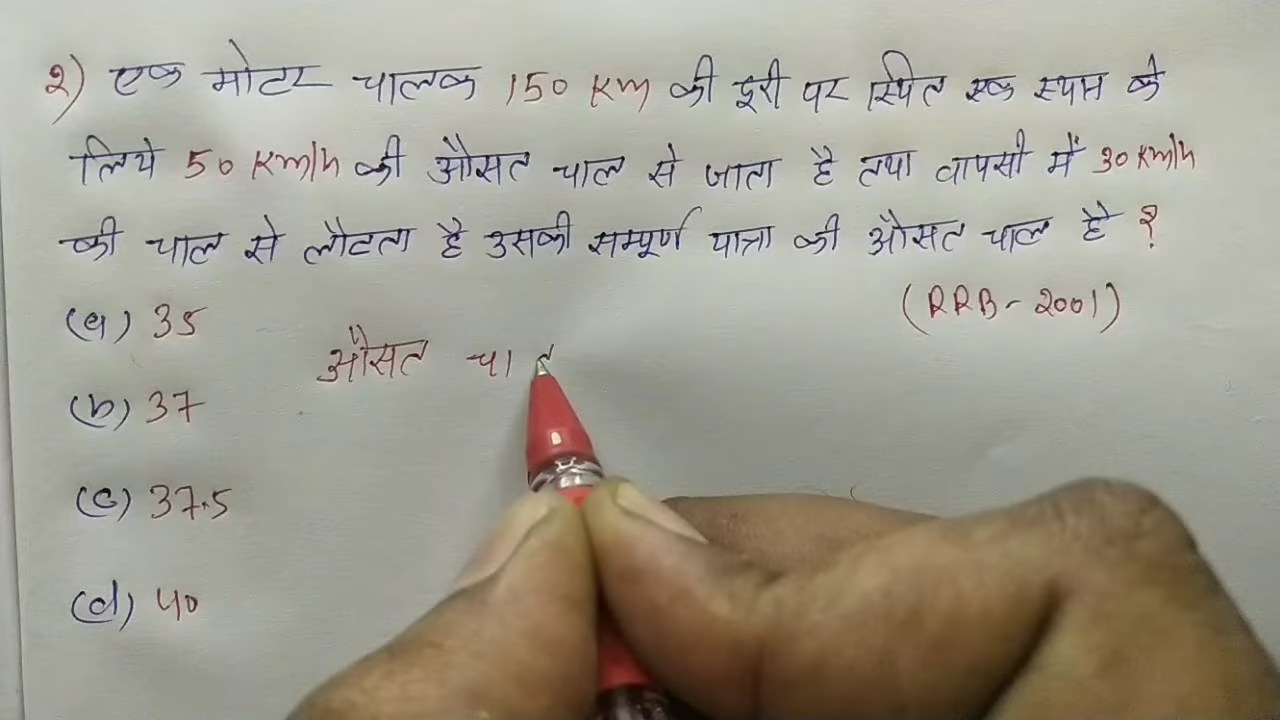 २) एक मोटर चालक 150 Km की दूरी पर स्थित एक स्थान के
लिये 50 Km/h की औसत चाल से जाता है तथा वापसी में 30 Km/h
की चाल से लौटता है उसकी सम्पूर्ण यात्रा की औसत चाल है ?
(RRB - 2001)
(a) 35
औसत चा
(b) 37
(c) 37.5
(d) 40